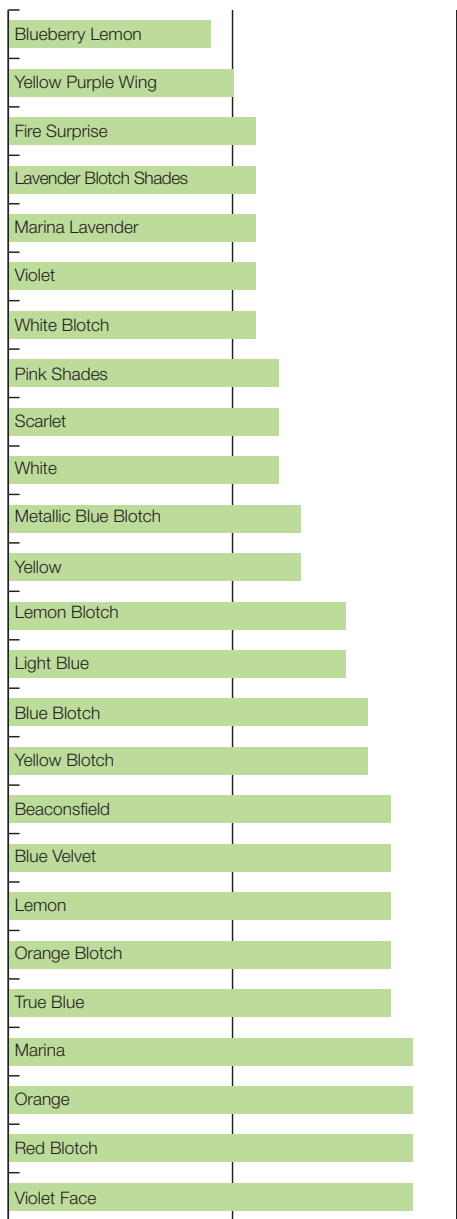 Blueberry Lemon
Yellow Purple Wing
Fire Surprise
Lavender Blotch Shades
Marina Lavender
Violet
White Blotch
Pink Shades
Scarlet
White
Metallic Blue Blotch
Yellow
Lemon Blotch
Light Blue
Blue Blotch
Yellow Blotch
Beaconsfield
Blue Velvet
Lemon
Orange Blotch
True Blue
Marina
Orange
Red Blotch
Violet Face